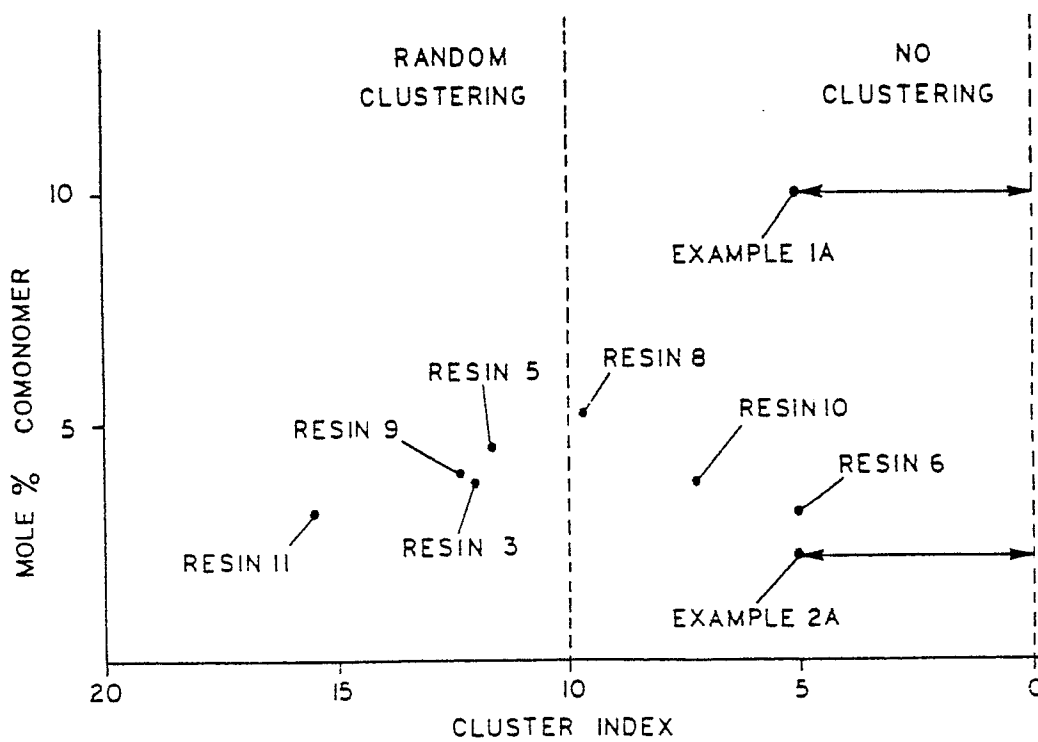 RANDOM
CLUSTERING
NO
CLUSTERING
10
EXAMPLE 1A
RESIN 8
RESIN 5
RESIN 10
5
RESIN 9
RESIN 6
RESIN 3
RESIN 11
EXAMPLE 2A
MOLE % COMONOMER
20
15
10
5
0
CLUSTER INDEX